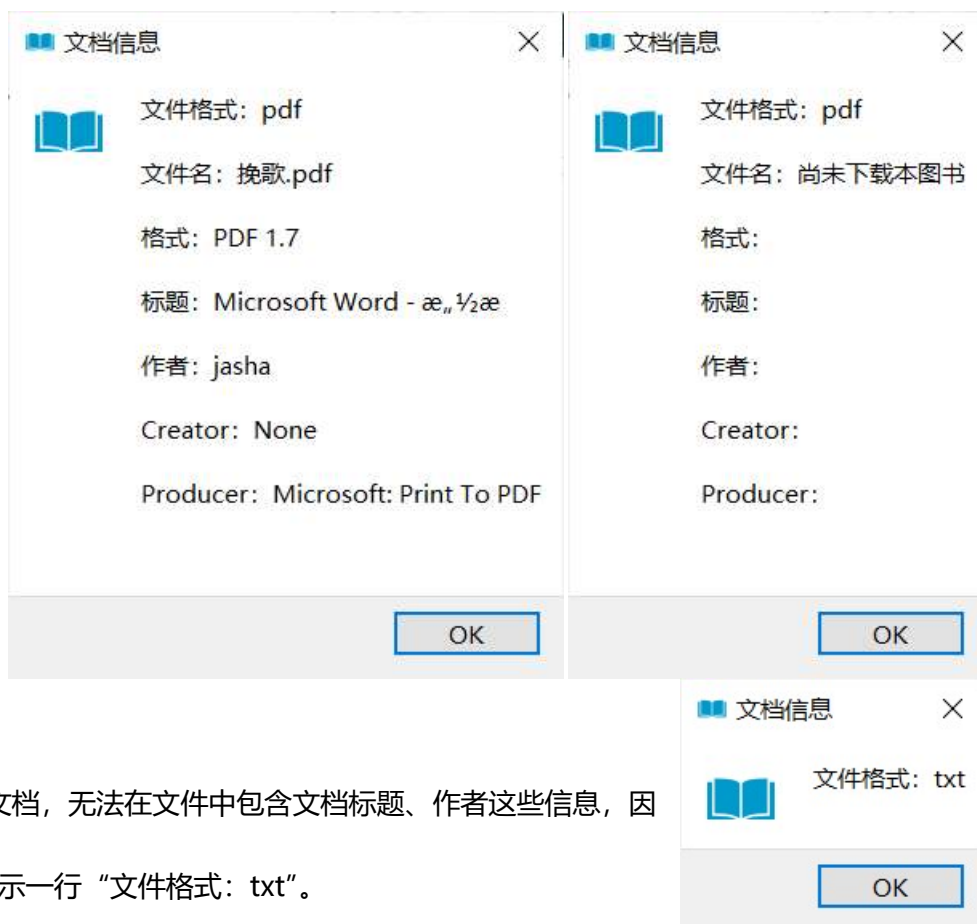 文档信息
文件格式：pdf
文件名：挽歌.pdf
格式：PDF 1.7
标题：Microsoft Word - æ„½æ
作者：jasha
Creator：None
Producer：Microsoft: Print To PDF
OK
文档信息
文件格式：pdf
文件名：尚未下载本图书
格式：
标题：
作者：
Creator：
Producer：
OK
文档，无法在文件中包含文档标题、作者这些信息，因
示一行“文件格式：txt”。
文档信息
文件格式：txt
OK